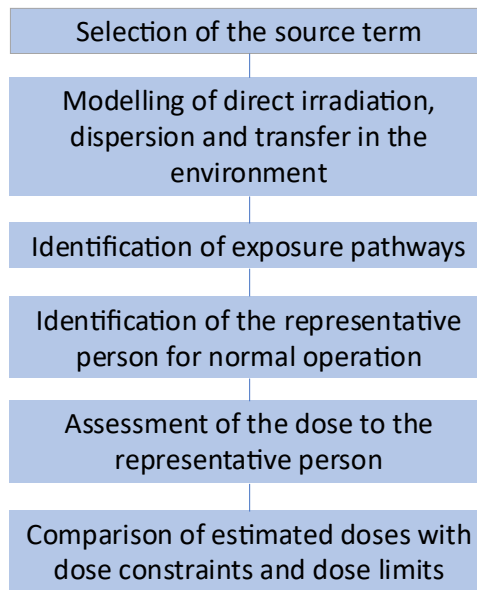 Selection of the source term
Modelling of direct irradiation,
dispersion and transfer in the
environment
Identification of exposure pathways
Identification of the representative
person for normal operation
Assessment of the dose to the
representative person
Comparison of estimated doses with
dose constraints and dose limits